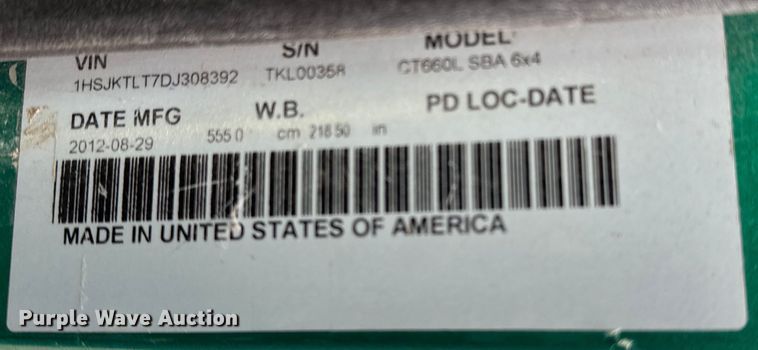 VIN S/N MODEL
1HSJKTLT7DJ308392 TKL00358 CT660L SBA 6x4
DATE MFG W.B. PD LOC-DATE
2012-08-29 555.0 cm 218.50 in
MADE IN UNITED STATES OF AMERICA
Purple Wave Auction